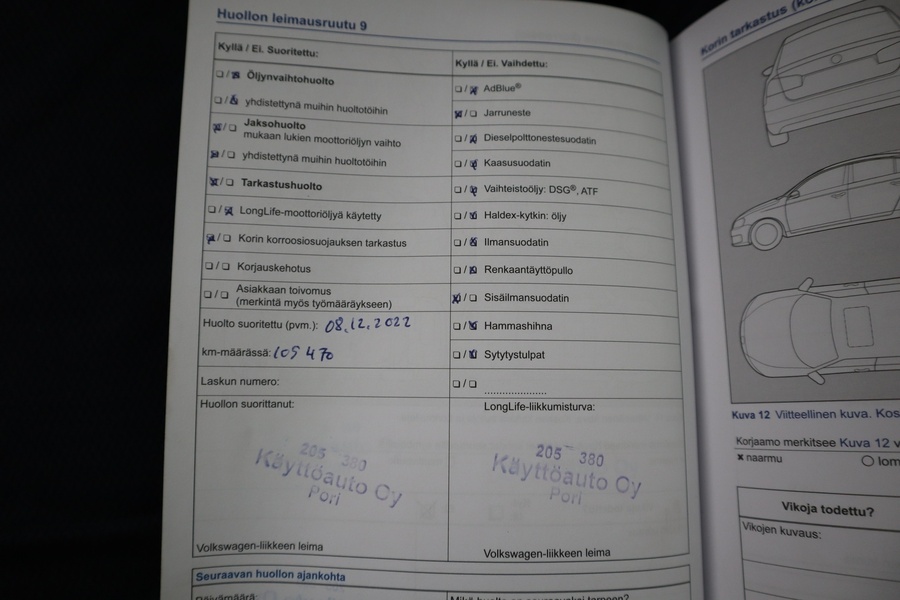 Huollon leimausruutu 9
Kyllä / Ei. Suoritettu:
Öljynvaihtohuolto
yhdistettynä muihin huoltotöihin
Jaksohuolto
mukaan lukien moottoriöljyn vaihto
yhdistettynä muihin huoltotöihin
Tarkastushuolto
LongLife-moottoriöljyä käytetty
Korin korroosiosuojauksen tarkastus
Korjauskehotus
Asiakkaan toivomus
(merkintä myös työmääräykseen)
Huolto suoritettu (pvm.): 08.12.2022
km-määrässä: 105 470
Laskun numero:
Huollon suorittanut:
205 380
Käyttöauto Oy
Pori
Volkswagen-liikkeen leima
Kyllä / Ei. Vaihdettu:
AdBlue®
Jarruneste
Dieselpolttonestesuodatin
Kaasusuodatin
Vaihteistoöljy: DSG®, ATF
Haldex-kytkin: öljy
Ilmansuodatin
Renkaantäyttöpullo
Sisäilmansuodatin
Hammashihna
Sytytystulpat
LongLife-liikkumisturva:
205 380
Käyttöauto Oy
Pori
Volkswagen-liikkeen leima
Seuraavan huollon ajankohta
Korin tarkastus
Kuva 12 Viitteellinen kuva. Kos
Korjaamo merkitsee Kuva 12 v
x naarmu
Vikoja todettu?
Vikojen kuvaus: